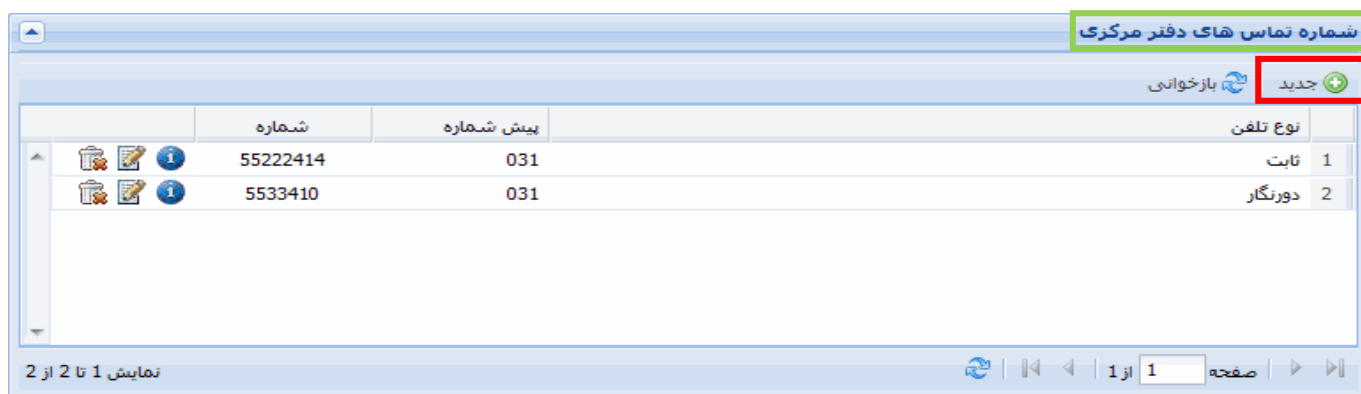 شماره تماس های دفتر مرکزی
جدید بازخوانی
نوع تلفن پیش شماره شماره
1 ثابت 031 55222414
2 دورنگار 031 5533410
صفحه 1 از 1 نمایش 1 تا 2 از 2